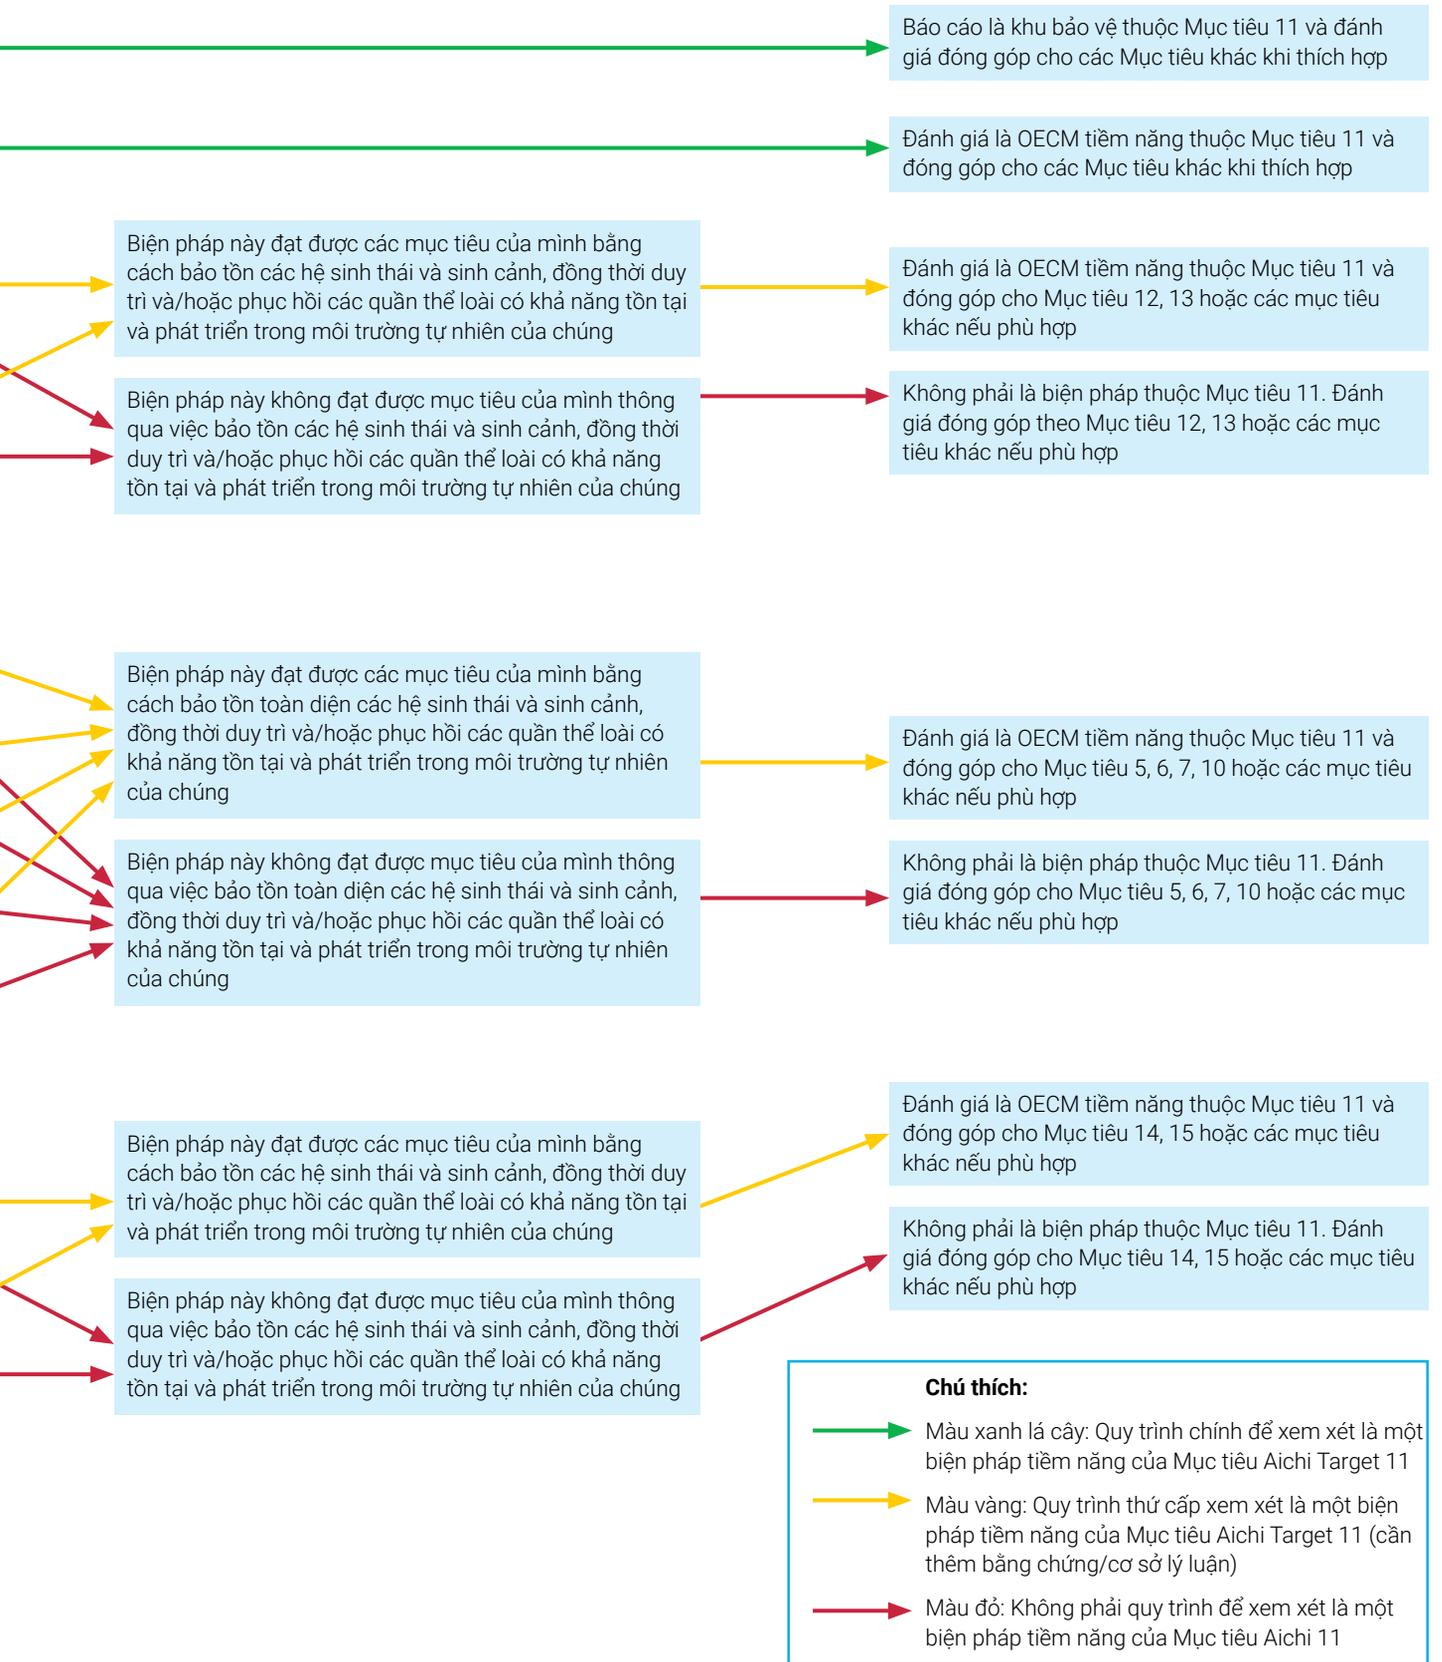 Báo cáo là khu bảo vệ thuộc Mục tiêu 11 và đánh
giá đóng góp cho các Mục tiêu khác khi thích hợp
Đánh giá là OECM tiềm năng thuộc Mục tiêu 11 và
đóng góp cho các Mục tiêu khác khi thích hợp
Biện pháp này đạt được các mục tiêu của mình bằng
cách bảo tồn các hệ sinh thái và sinh cảnh, đồng thời duy
trì và/hoặc phục hồi các quần thể loài có khả năng tồn tại
và phát triển trong môi trường tự nhiên của chúng
Đánh giá là OECM tiềm năng thuộc Mục tiêu 11 và
đóng góp cho Mục tiêu 12, 13 hoặc các mục tiêu
khác nếu phù hợp
Biện pháp này không đạt được mục tiêu của mình thông
qua việc bảo tồn các hệ sinh thái và sinh cảnh, đồng thời
duy trì và/hoặc phục hồi các quần thể loài có khả năng
tồn tại và phát triển trong môi trường tự nhiên của chúng
Không phải là biện pháp thuộc Mục tiêu 11. Đánh
giá đóng góp theo Mục tiêu 12, 13 hoặc các mục
tiêu khác nếu phù hợp
Biện pháp này đạt được các mục tiêu của mình bằng
cách bảo tồn toàn diện các hệ sinh thái và sinh cảnh,
đồng thời duy trì và/hoặc phục hồi các quần thể loài có
khả năng tồn tại và phát triển trong môi trường tự nhiên
của chúng
Đánh giá là OECM tiềm năng thuộc Mục tiêu 11 và
đóng góp cho Mục tiêu 5, 6, 7, 10 hoặc các mục tiêu
khác nếu phù hợp
Biện pháp này không đạt được mục tiêu của mình thông
qua việc bảo tồn toàn diện các hệ sinh thái và sinh cảnh,
đồng thời duy trì và/hoặc phục hồi các quần thể loài có
khả năng tồn tại và phát triển trong môi trường tự nhiên
của chúng
Không phải là biện pháp thuộc Mục tiêu 11. Đánh
giá đóng góp cho Mục tiêu 5, 6, 7, 10 hoặc các mục
tiêu khác nếu phù hợp
Biện pháp này đạt được các mục tiêu của mình bằng
cách bảo tồn các hệ sinh thái và sinh cảnh, đồng thời duy
trì và/hoặc phục hồi các quần thể loài có khả năng tồn tại
và phát triển trong môi trường tự nhiên của chúng
Đánh giá là OECM tiềm năng thuộc Mục tiêu 11 và
đóng góp cho Mục tiêu 14, 15 hoặc các mục tiêu
khác nếu phù hợp
Biện pháp này không đạt được mục tiêu của mình thông
qua việc bảo tồn các hệ sinh thái và sinh cảnh, đồng thời
duy trì và/hoặc phục hồi các quần thể loài có khả năng
tồn tại và phát triển trong môi trường tự nhiên của chúng
Không phải là biện pháp thuộc Mục tiêu 11. Đánh
giá đóng góp cho Mục tiêu 14, 15 hoặc các mục tiêu
khác nếu phù hợp
Chú thích:
Màu xanh lá cây: Quy trình chính để xem xét là một
biện pháp tiềm năng của Mục tiêu Aichi Target 11
Màu vàng: Quy trình thứ cấp xem xét là một biện
pháp tiềm năng của Mục tiêu Aichi Target 11 (cần
thêm bằng chứng/cơ sở lý luận)
Màu đỏ: Không phải quy trình để xem xét là một
biện pháp tiềm năng của Mục tiêu Aichi 11